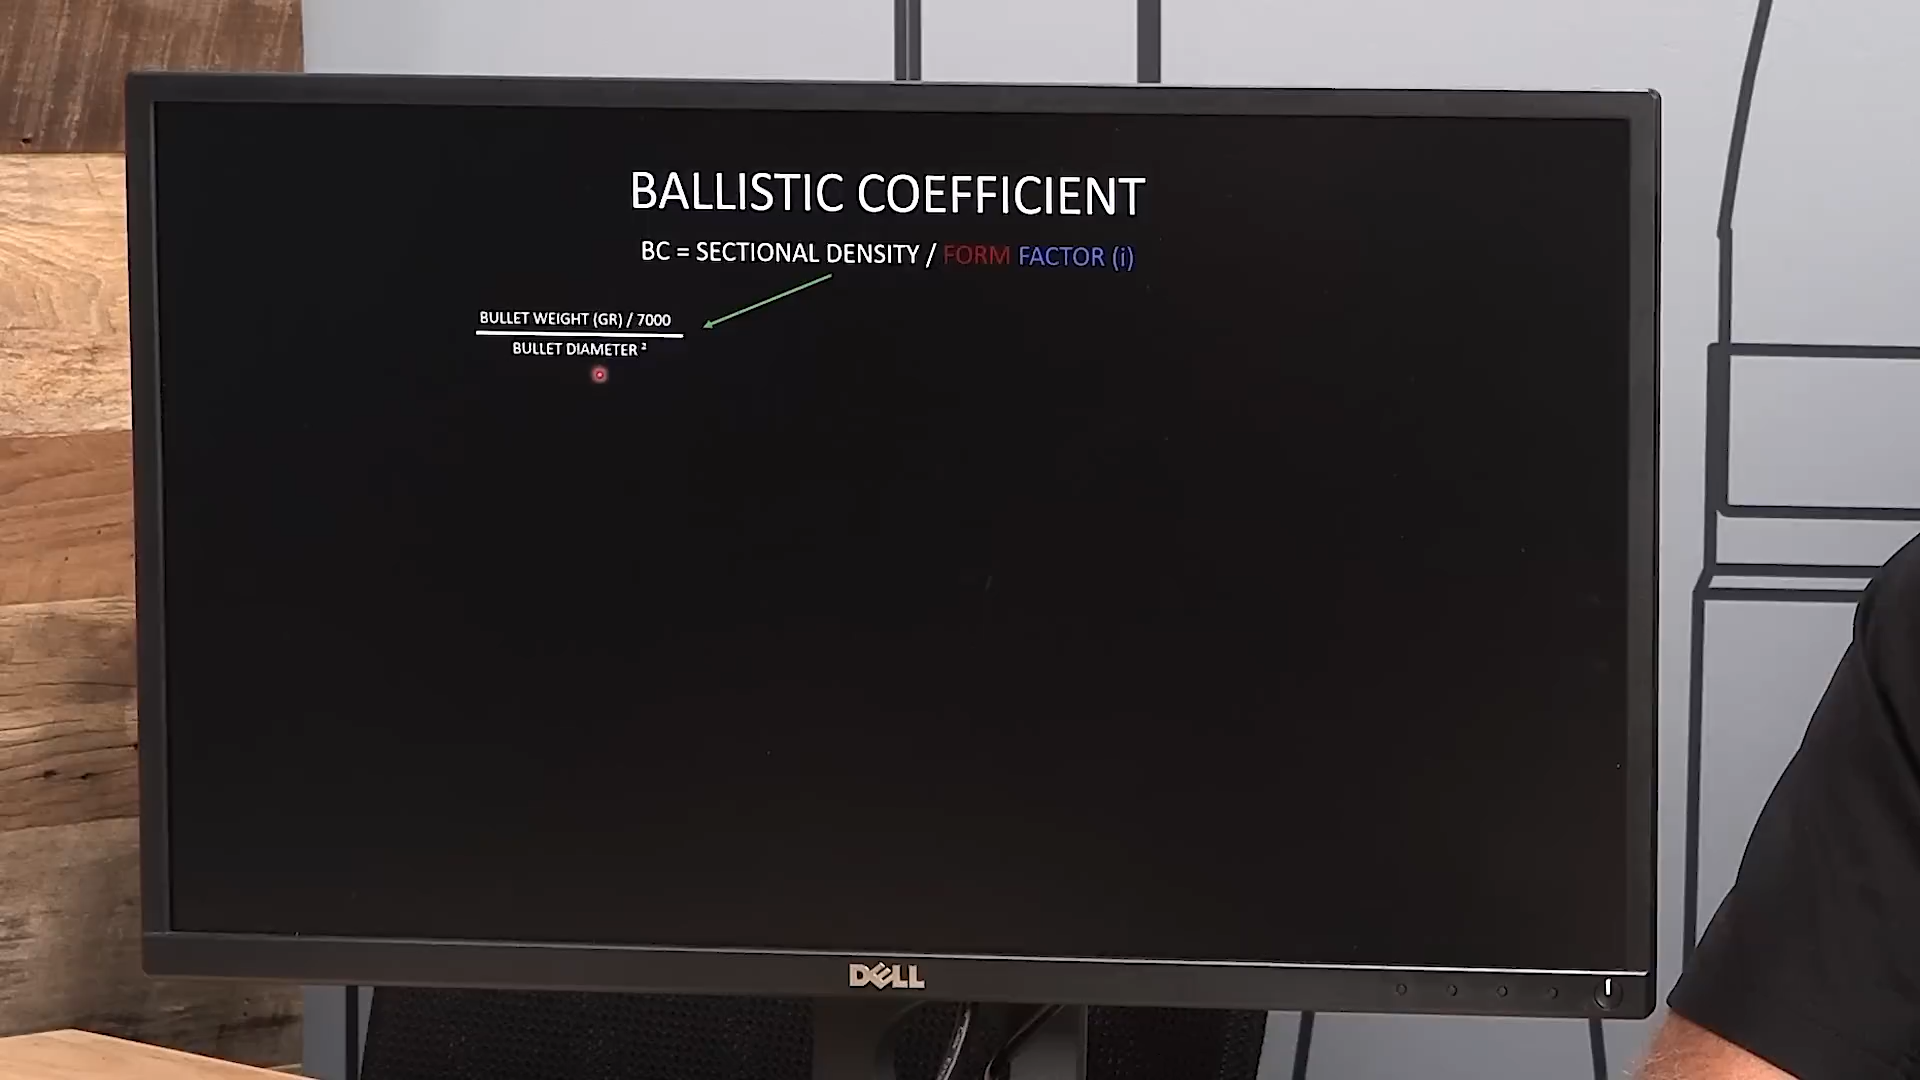 BALLISTIC COEFFICIENT
BC = SECTIONAL DENSITY / FORM FACTOR (i)
BULLET WEIGHT (GR) / 7000
BULLET DIAMETER ²
DELL